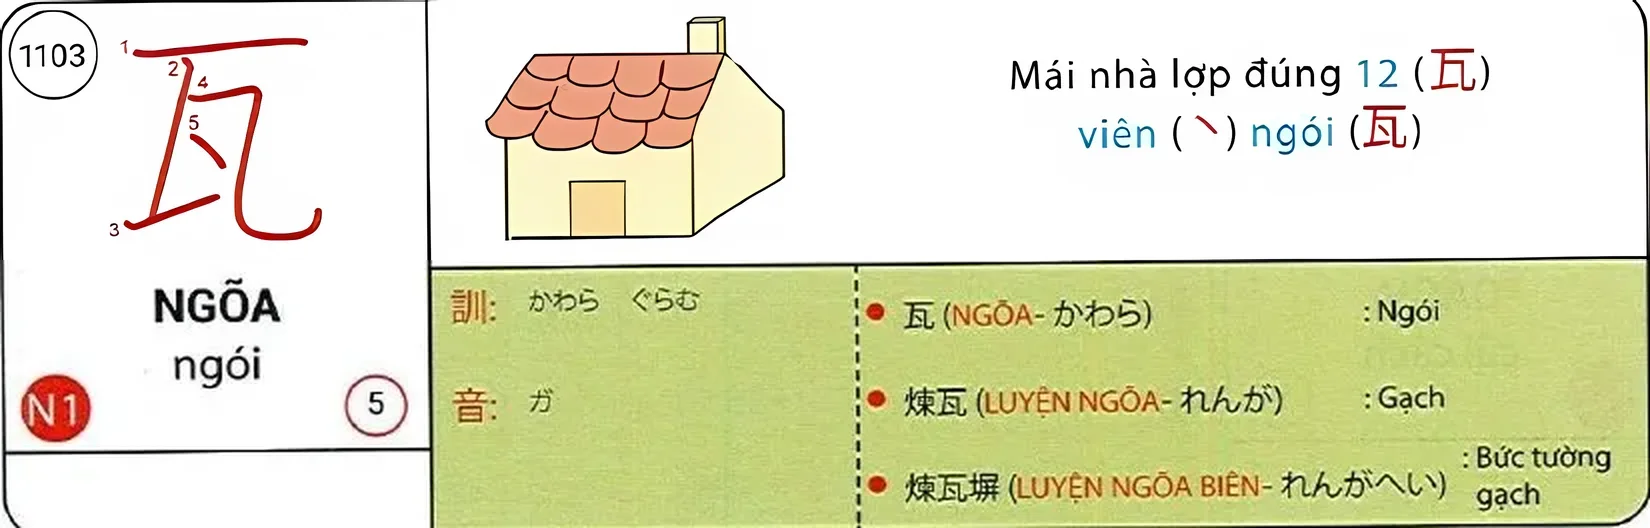 1103
1
2
4
5
3
瓦
NGÕA
ngói
N1
5
Mái nhà lợp đúng 12 (瓦)
viên (丶) ngói (瓦)
訓: かわら ぐらむ
音: ガ
瓦 (NGÕA- かわら) : Ngói
煉瓦 (LUYỆN NGÕA- れんが) : Gạch
煉瓦塀 (LUYỆN NGÕA BIÊN- れんがへい) : Bức tường
gạch